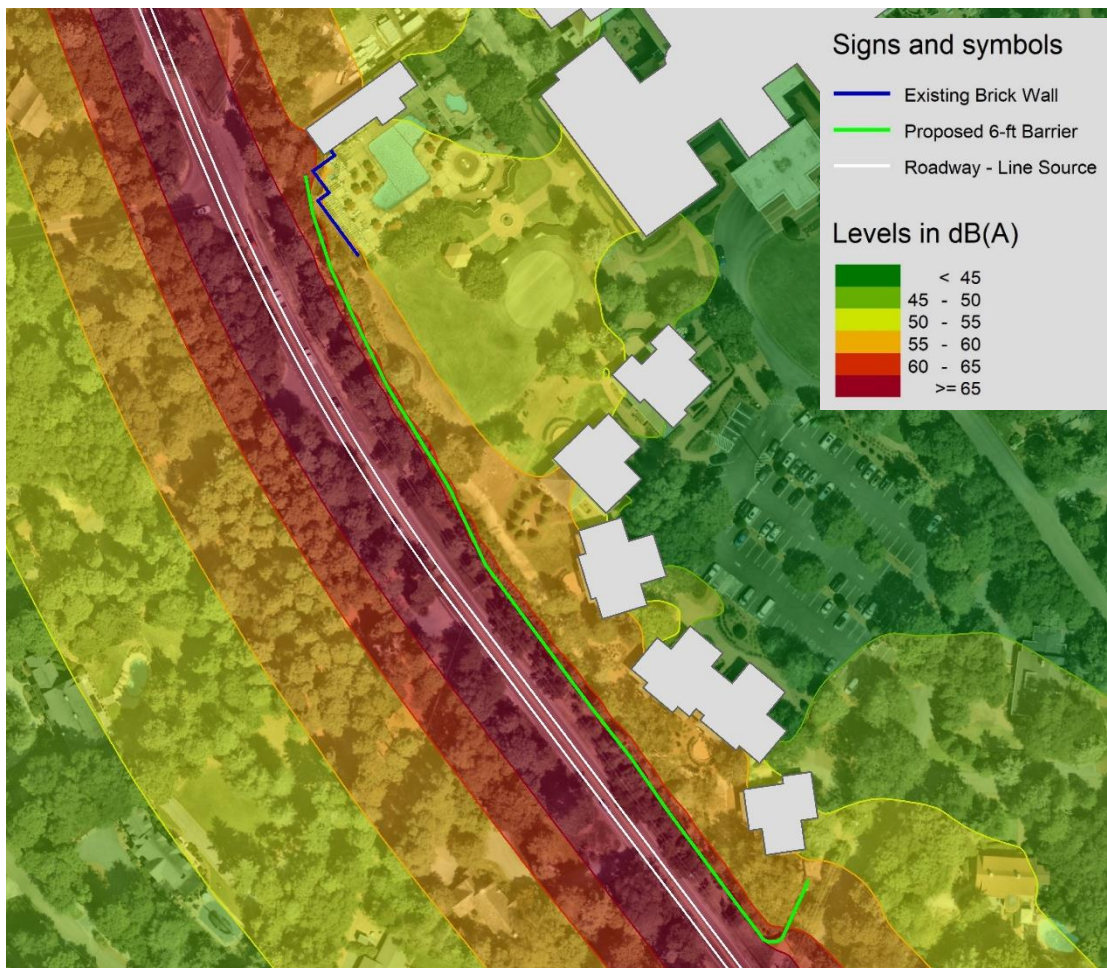 Signs and symbols
Existing Brick Wall
Proposed 6-ft Barrier
Roadway - Line Source
Levels in dB(A)
< 45
45 - 50
50 - 55
55 - 60
60 - 65
>= 65